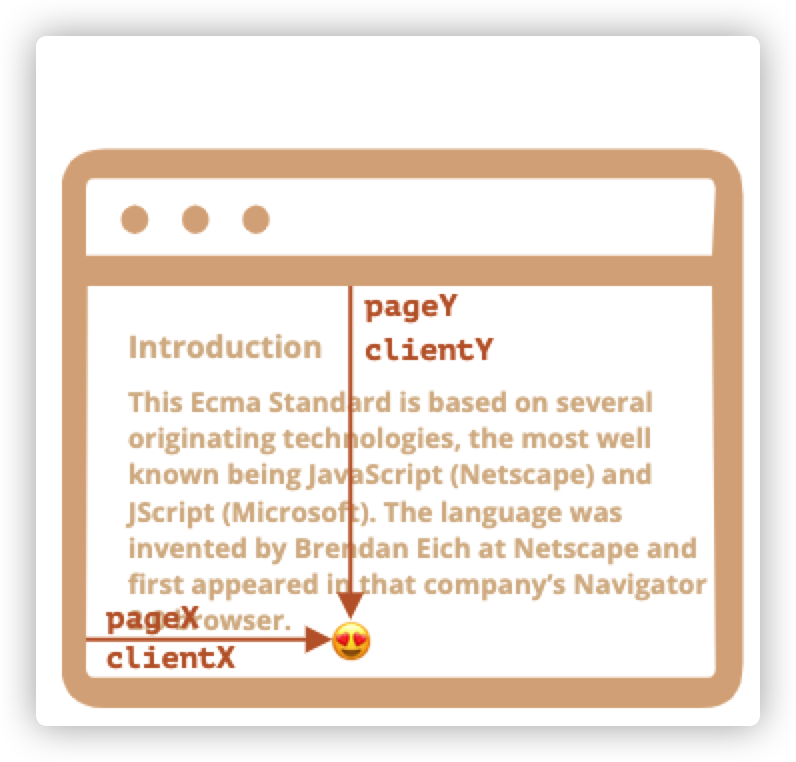 pageY
Introduction
clientY
This Ecma Standard is based on several
originating technologies, the most well
known being JavaScript (Netscape) and
JScript (Microsoft). The language was
invented by Brendan Eich at Netscape and
first appeared in that company’s Navigator
pageX
browser.
clientX